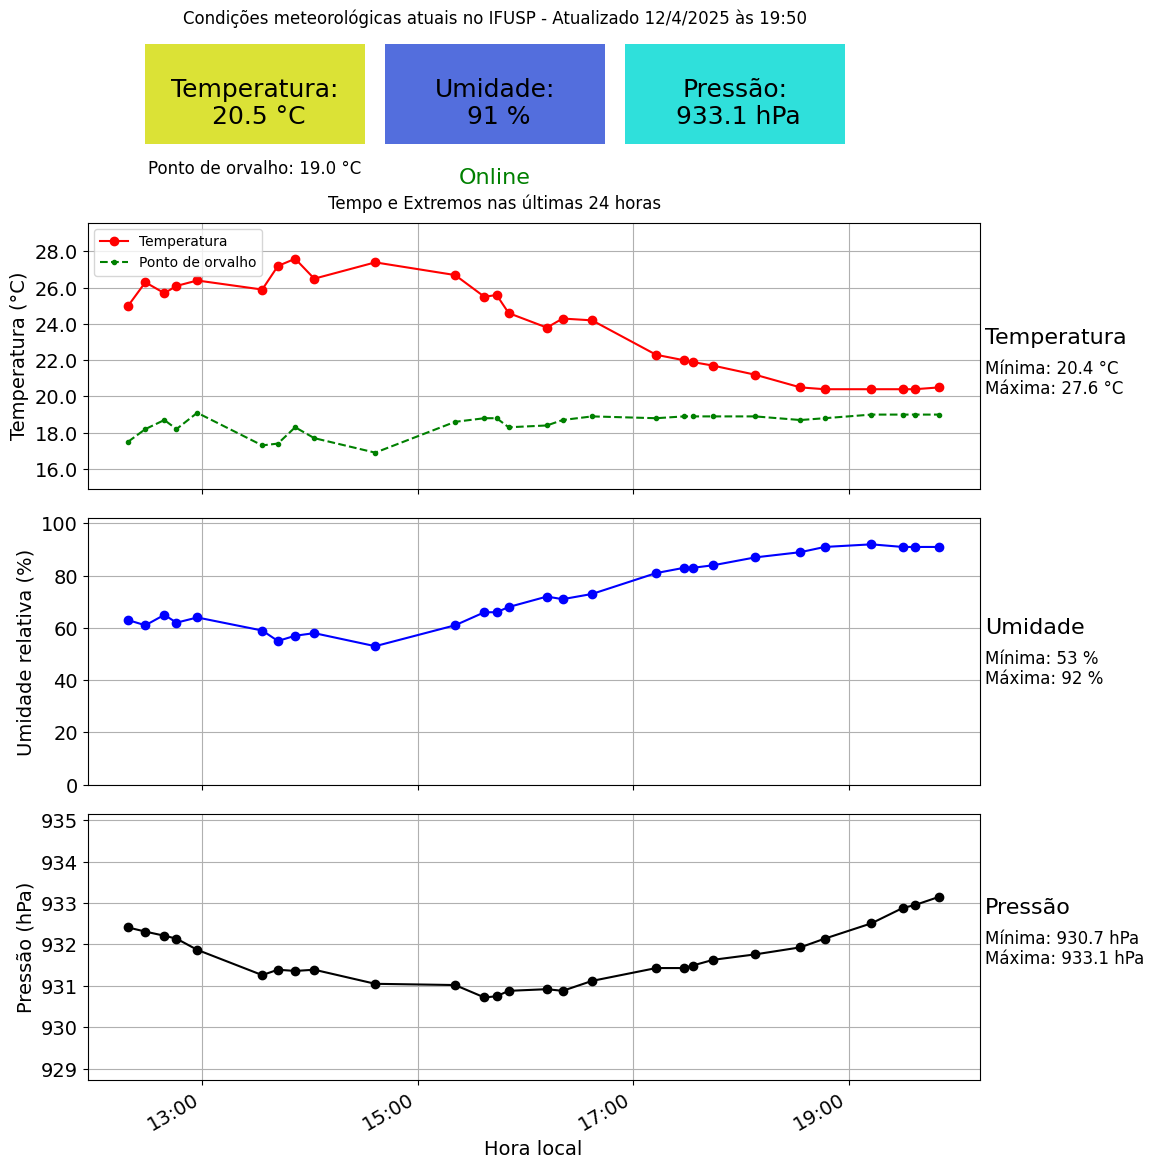 Condições meteorológicas atuais no IFUSP - Atualizado 12/4/2025 às 19:50
Temperatura:
20.5 °C
Umidade:
91 %
Pressão:
933.1 hPa
Ponto de orvalho: 19.0 °C
Online
Tempo e Extremos nas últimas 24 horas
Temperatura
Ponto de orvalho
Temperatura (°C)
28.0
26.0
24.0
22.0
20.0
18.0
16.0
Temperatura
Mínima: 20.4 °C
Máxima: 27.6 °C
Umidade relativa (%)
100
80
60
40
20
0
Umidade
Mínima: 53 %
Máxima: 92 %
Pressão (hPa)
935
934
933
932
931
930
929
Pressão
Mínima: 930.7 hPa
Máxima: 933.1 hPa
13:00
15:00
17:00
19:00
Hora local